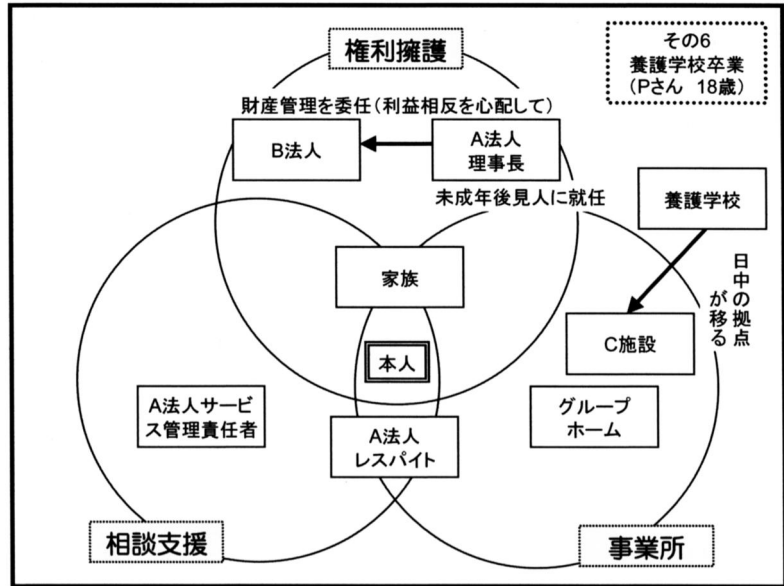 権利擁護
その6
養護学校卒業
（Pさん　18歳）
財産管理を委任（利益相反を心配して）
B法人
A法人
理事長
未成年後見人に就任
養護学校
日中の拠点
が移る
家族
C施設
本人
A法人サービ
ス管理責任者
A法人
レスパイト
グループ
ホーム
相談支援
事業所